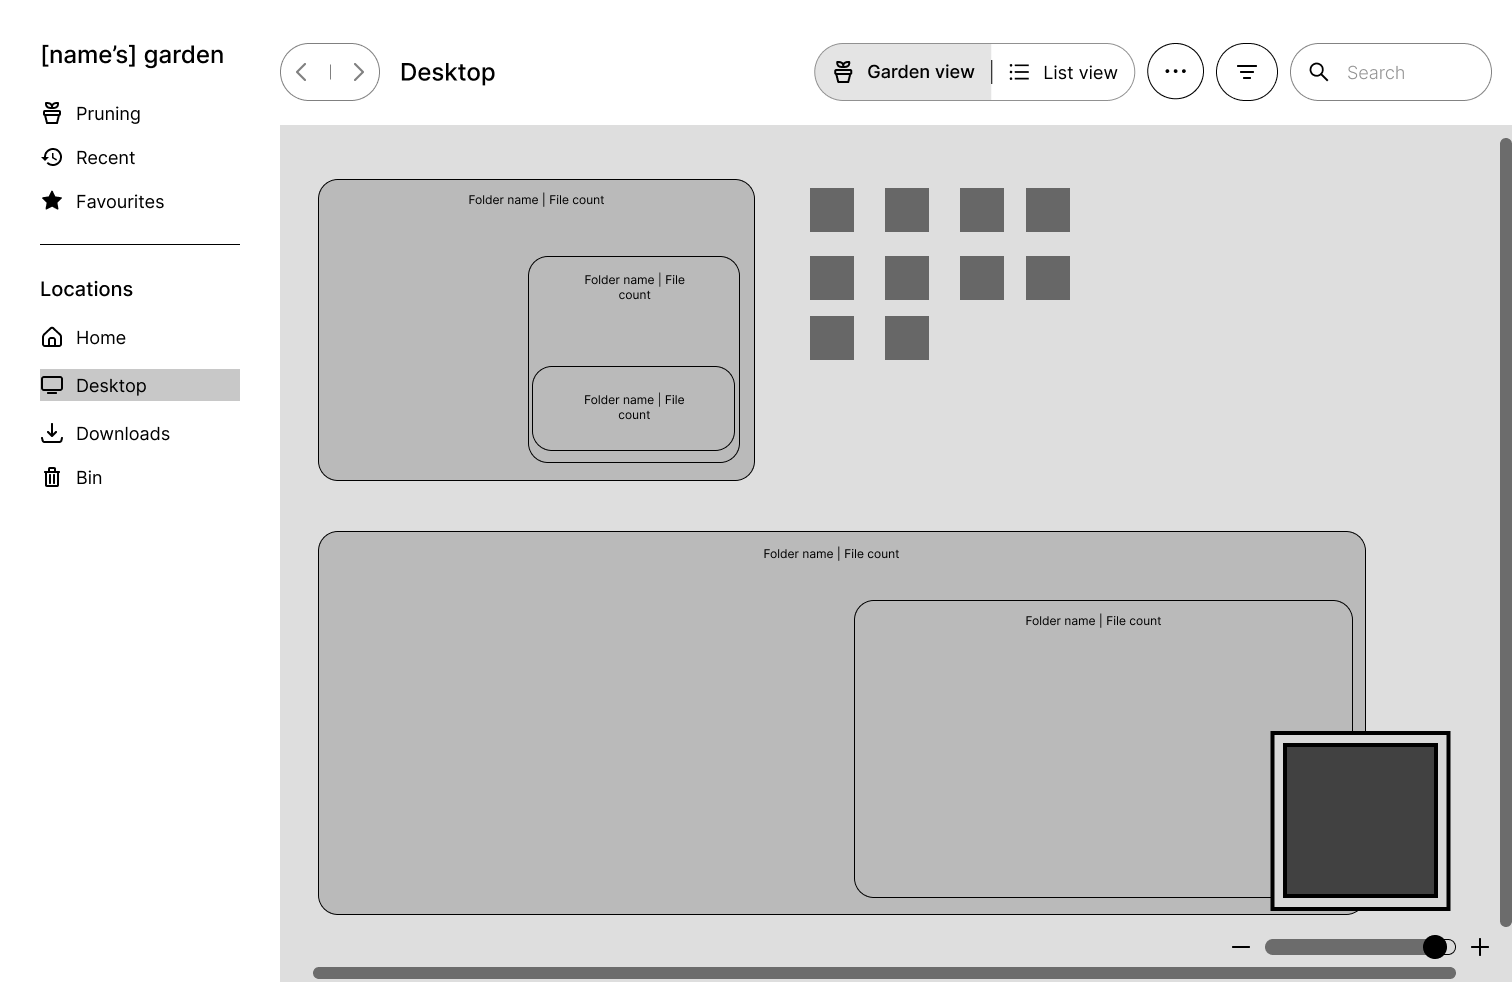 [name’s] garden
Pruning
Recent
Favourites
Locations
Home
Desktop
Downloads
Bin
Desktop
Garden view
List view
Search
Folder name | File count
Folder name | File
count
Folder name | File
count
Folder name | File count
Folder name | File count